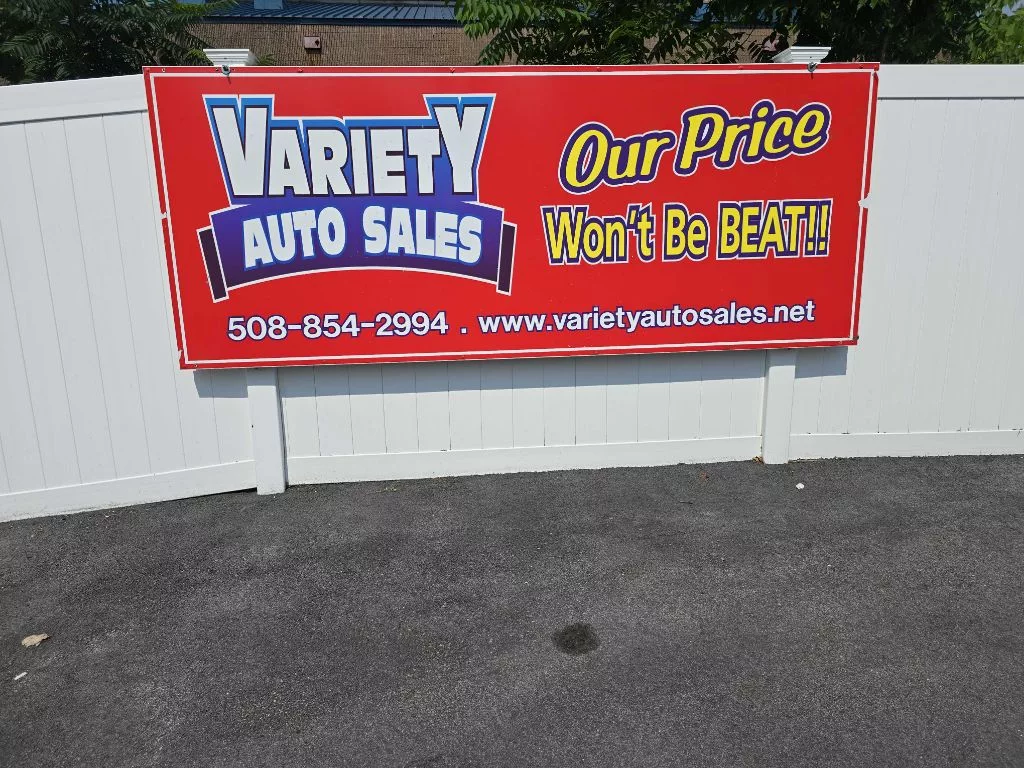 VARIETY
AUTO SALES
Our Price
Won't Be BEAT!!
508-854-2994 . www.varietyautosales.net